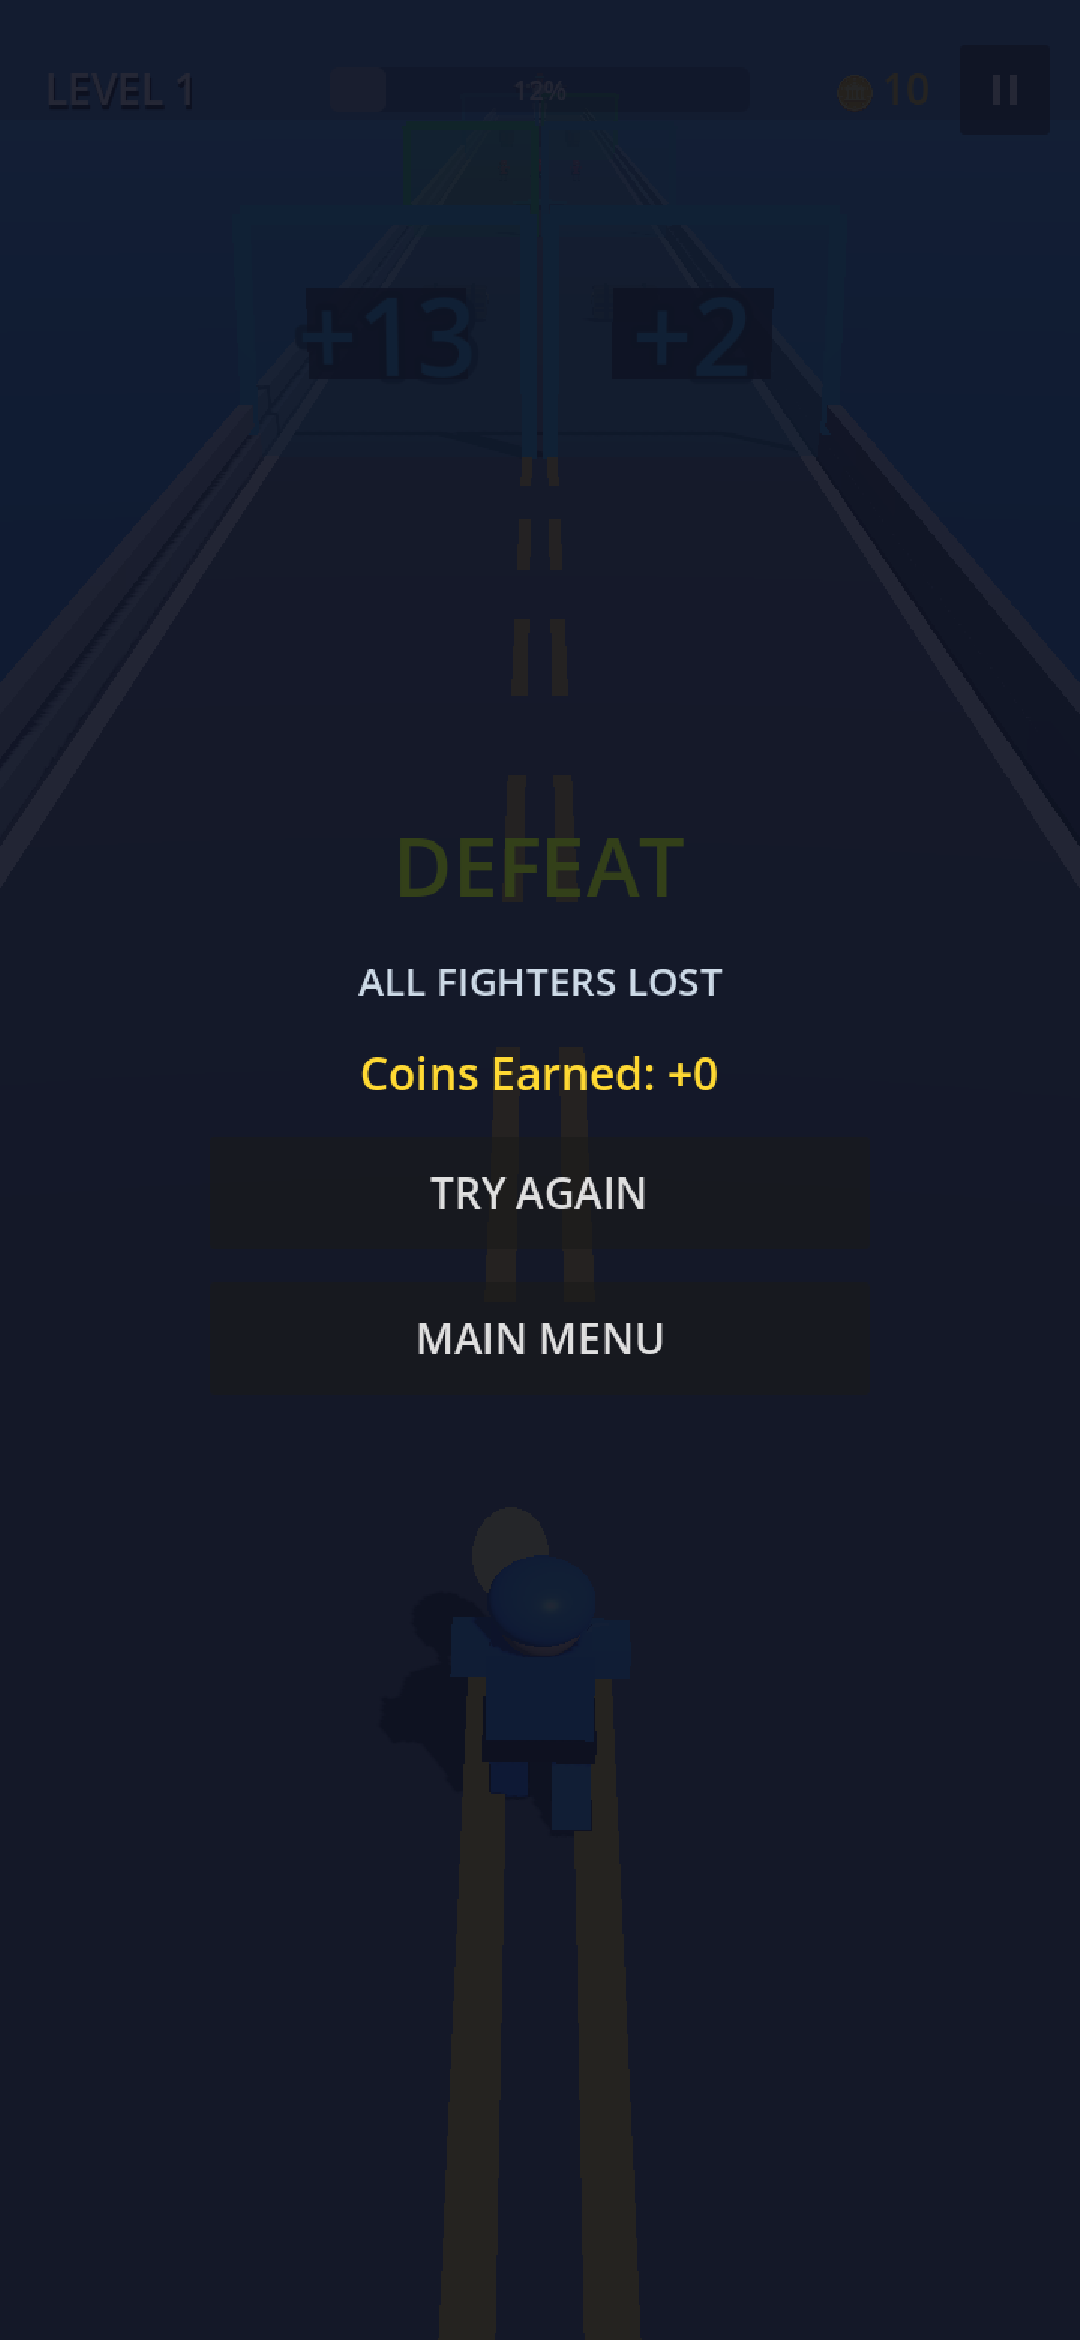 LEVEL 1
12%
10
+13
+2
DEFEAT
ALL FIGHTERS LOST
Coins Earned: +0
TRY AGAIN
MAIN MENU